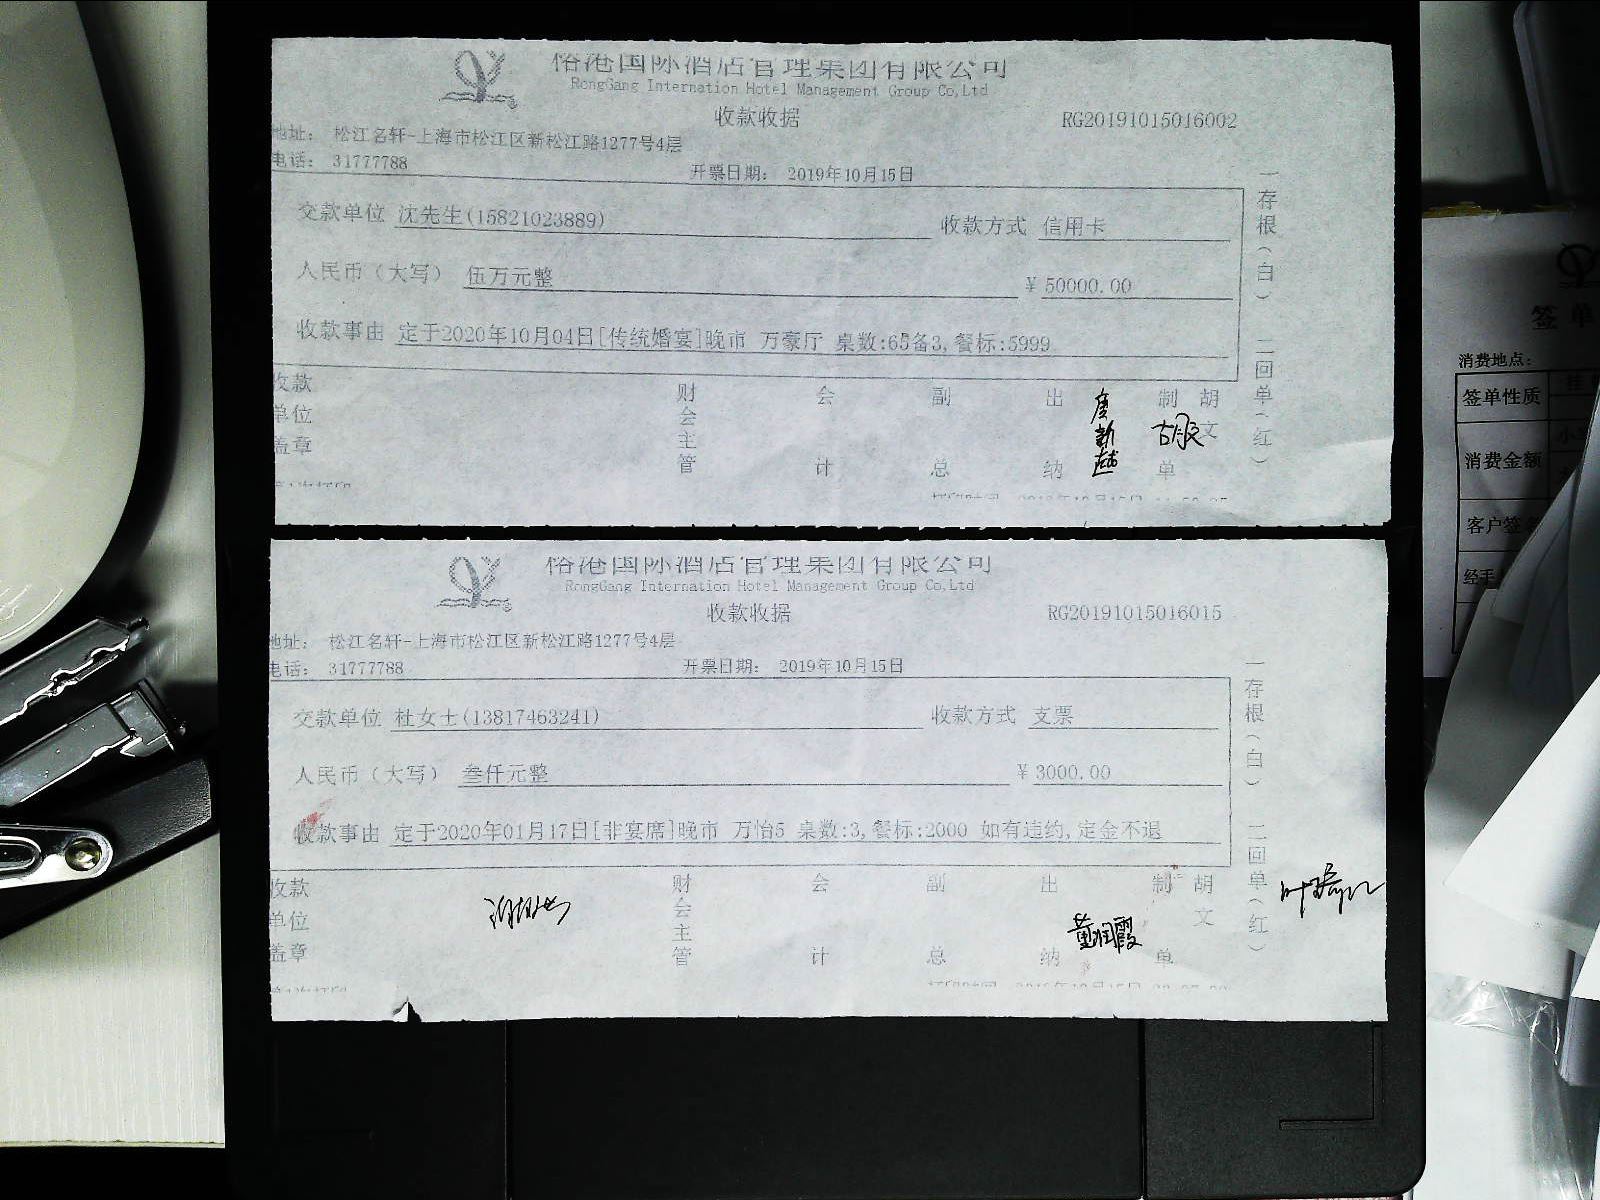 俗港国际酒店管理集团有限公司
RongGang Internation Hotel Management Group Co,Ltd
收款收据
RG20191015016002
地址： 松江名轩-上海市松江区新松江路1277号4层
电话： 31777788
开票日期： 2019年10月15日
交款单位 沈先生(15821023889) 收款方式 信用卡
人民币（大写） 伍万元整 ¥ 50000.00
收款事由 定于2020年10月04日[传统婚宴]晚市 万豪厅 桌数:65备3,餐标:5999
收款单位盖章 财会主管 会计 副总 出纳 制单 胡文
胡文
一存根（白） 二回单（红）
俗港国际酒店管理集团有限公司
RongGang Internation Hotel Management Group Co,Ltd
收款收据
RG20191015016015
地址： 松江名轩-上海市松江区新松江路1277号4层
电话： 31777788
开票日期： 2019年10月15日
交款单位 杜女士(13817463241) 收款方式 支票
人民币（大写） 叁仟元整 ¥ 3000.00
收款事由 定于2020年01月17日[非宴席]晚市 万怡5 桌数:3,餐标:2000 如有违约,定金不退
收款单位盖章 财会主管 会计 副总 出纳 董润霞 制单 胡文
一存根（白） 二回单（红）
签单
消费地点：
签单性质
消费金额
客户签名
经手